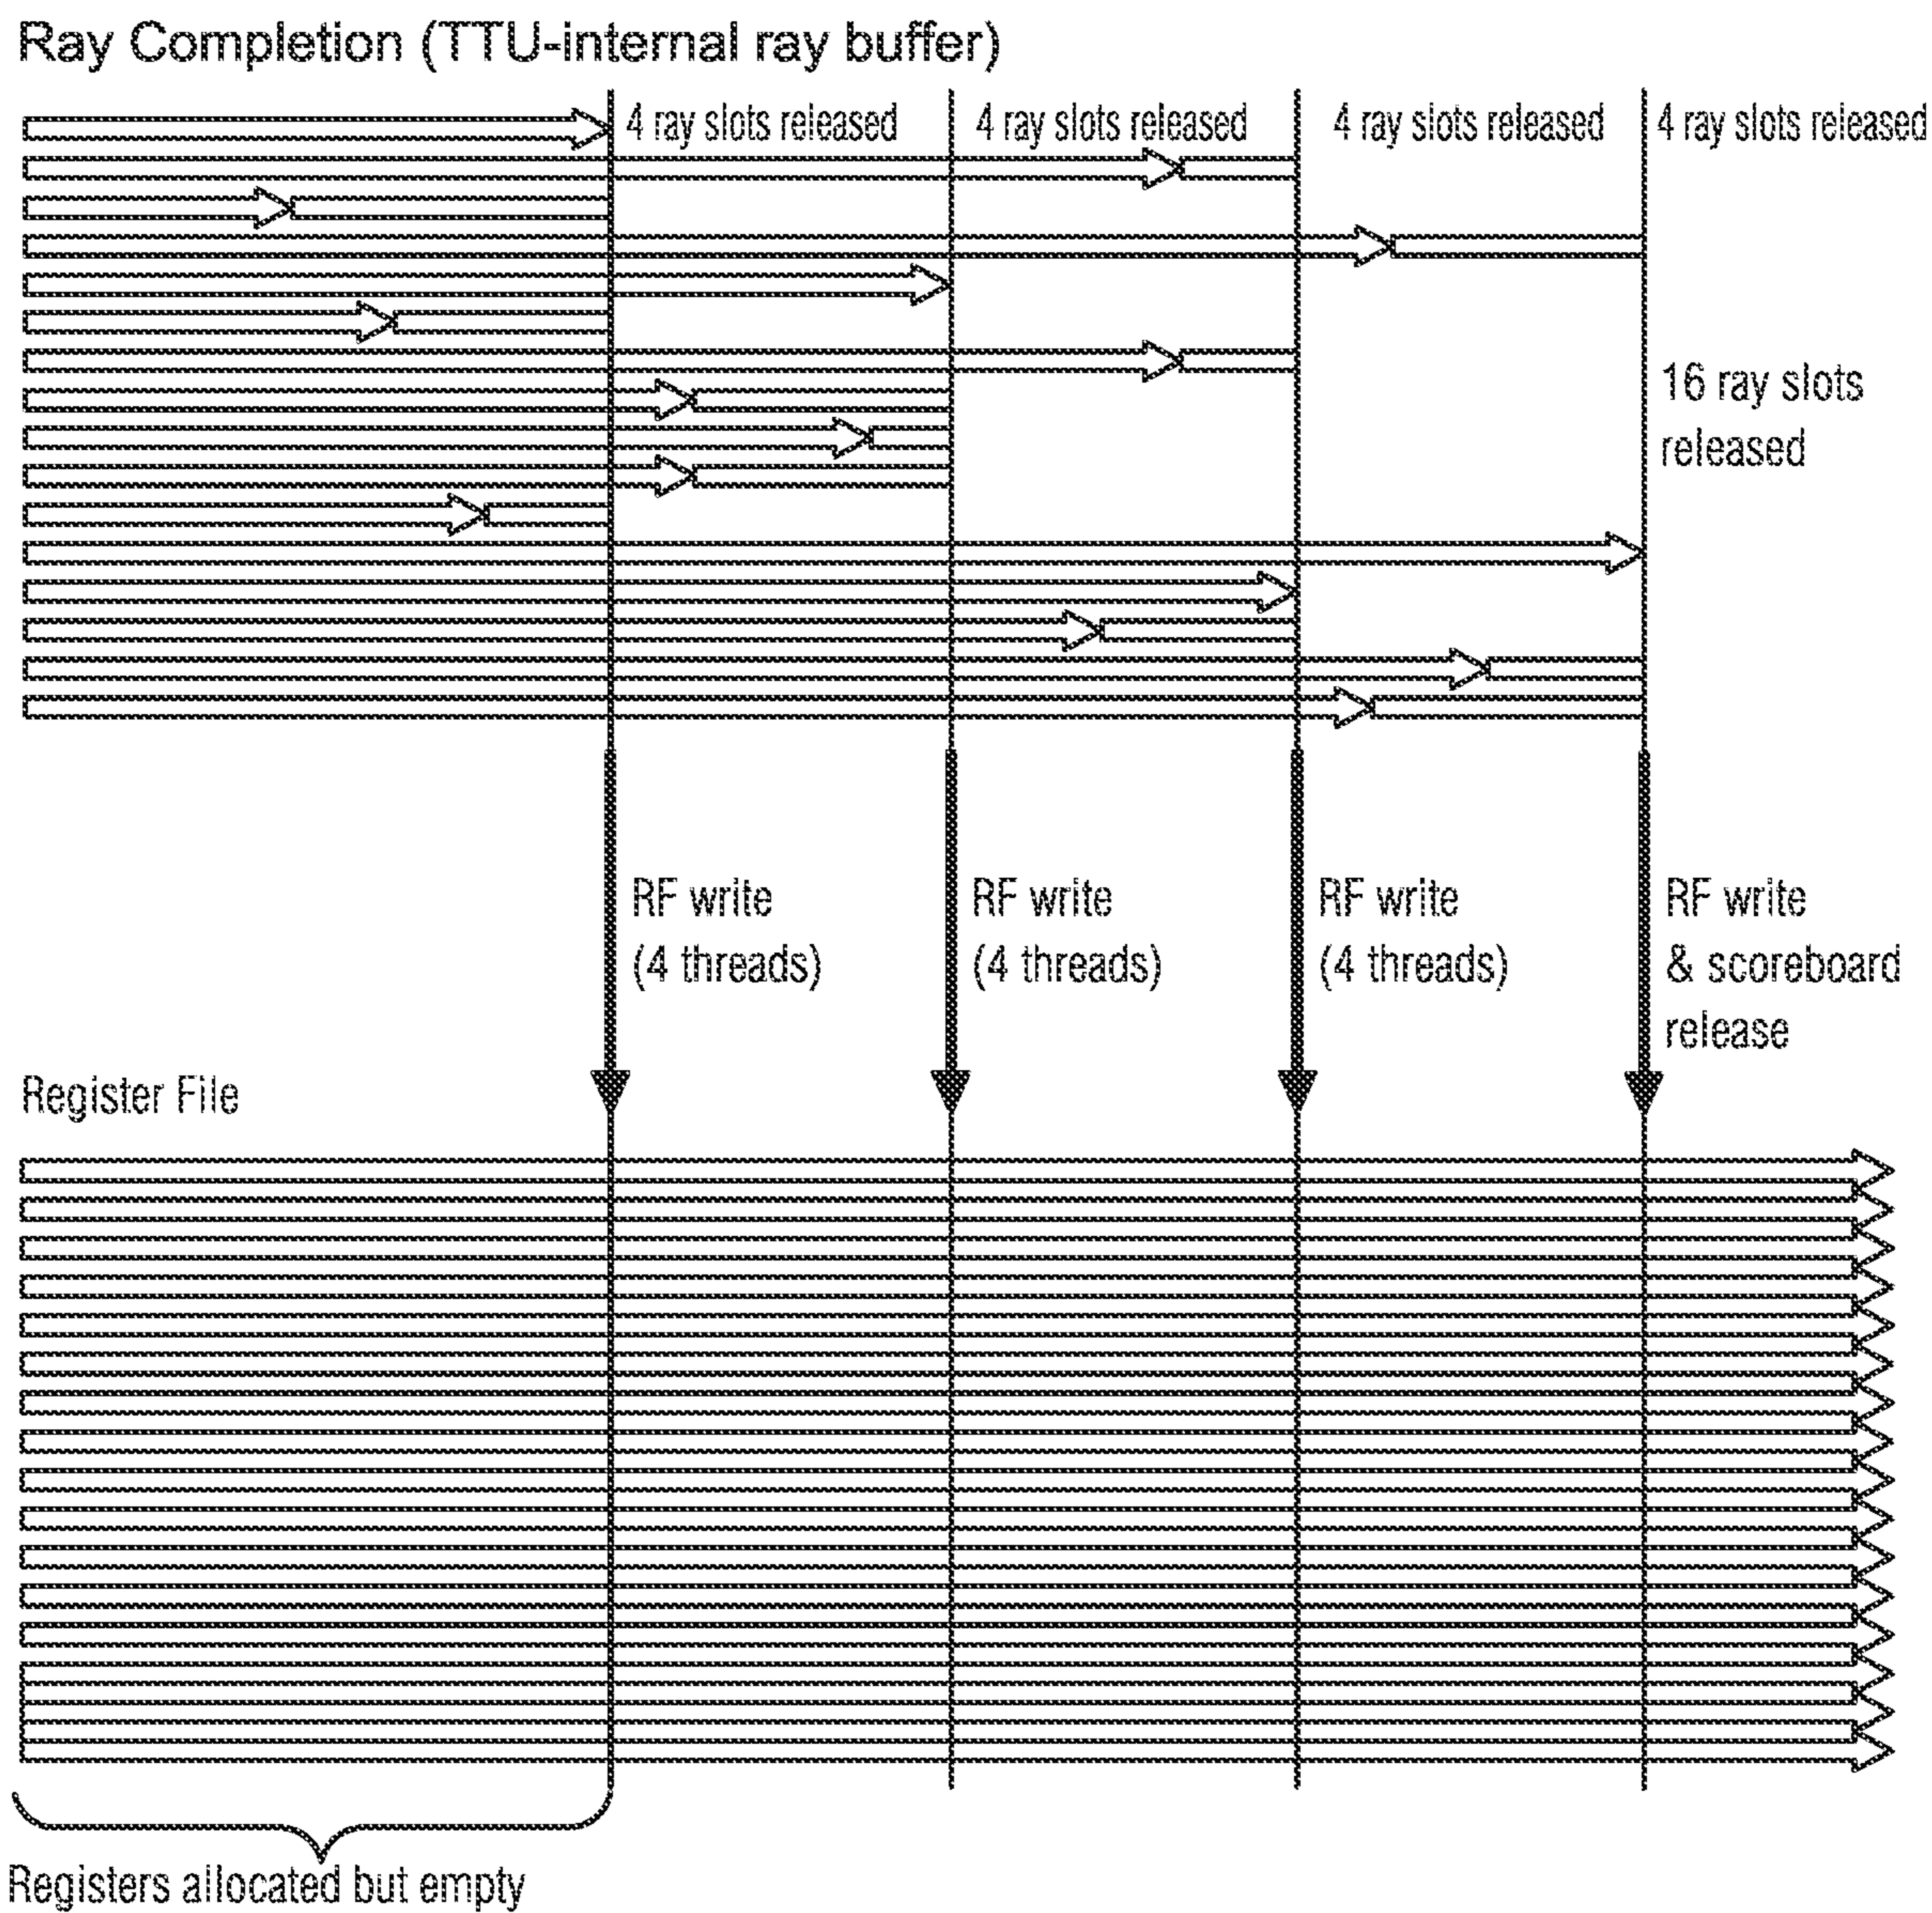 Ray Completion (TTU-internal ray buffer)
4 ray slots released
4 ray slots released
4 ray slots released
4 ray slots released
16 ray slots
released
RF write
(4 threads)
RF write
(4 threads)
RF write
(4 threads)
RF write
& scoreboard
release
Register File
Registers allocated but empty